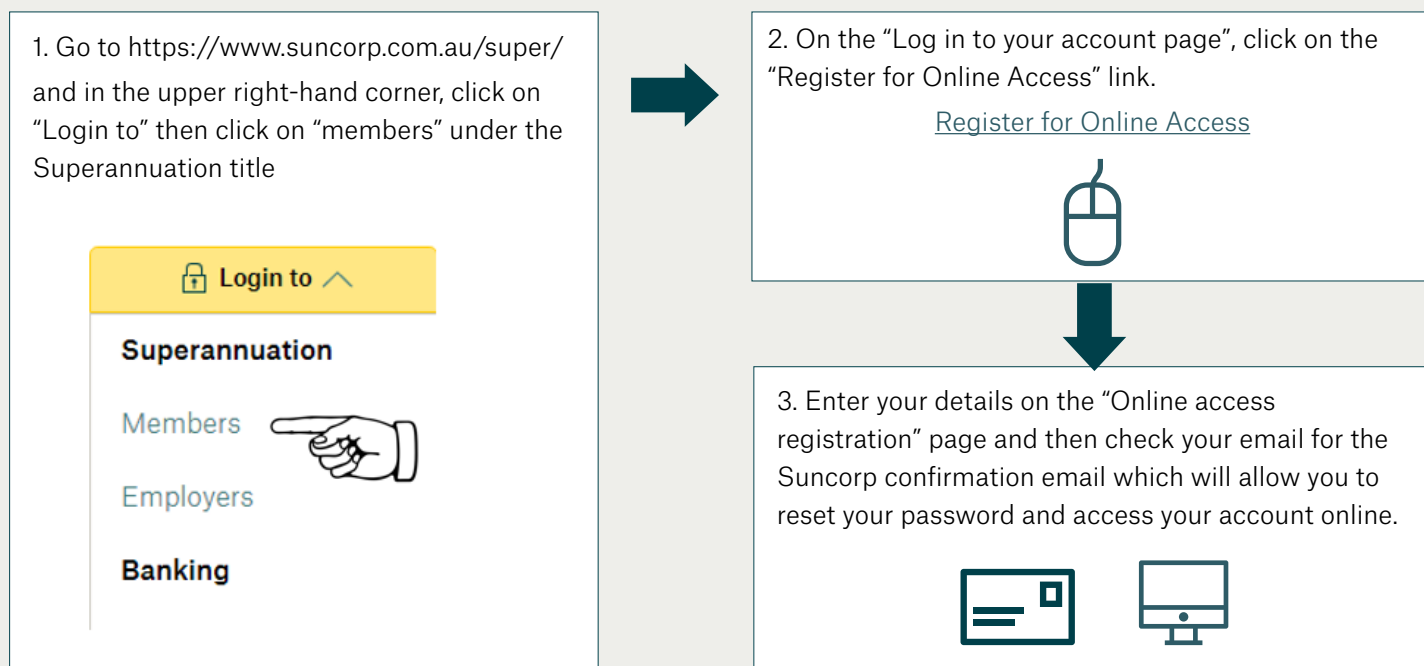 1. Go to https://www.suncorp.com.au/super/
and in the upper right-hand corner, click on
“Login to” then click on “members” under the
Superannuation title
Login to
Superannuation
Members
Employers
Banking
2. On the “Log in to your account page”, click on the
“Register for Online Access” link.
Register for Online Access
3. Enter your details on the “Online access
registration” page and then check your email for the
Suncorp confirmation email which will allow you to
reset your password and access your account online.